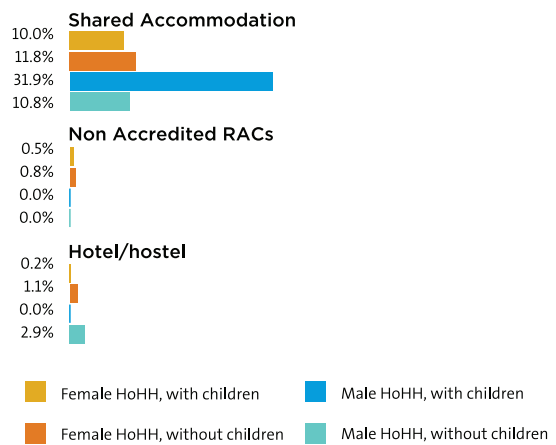 Shared Accommodation
10.0%
11.8%
31.9%
10.8%
Non Accredited RACs
0.5%
0.8%
0.0%
0.0%
Hotel/hostel
0.2%
1.1%
0.0%
2.9%
Female HoHH, with children
Male HoHH, with children
Female HoHH, without children
Male HoHH, without children